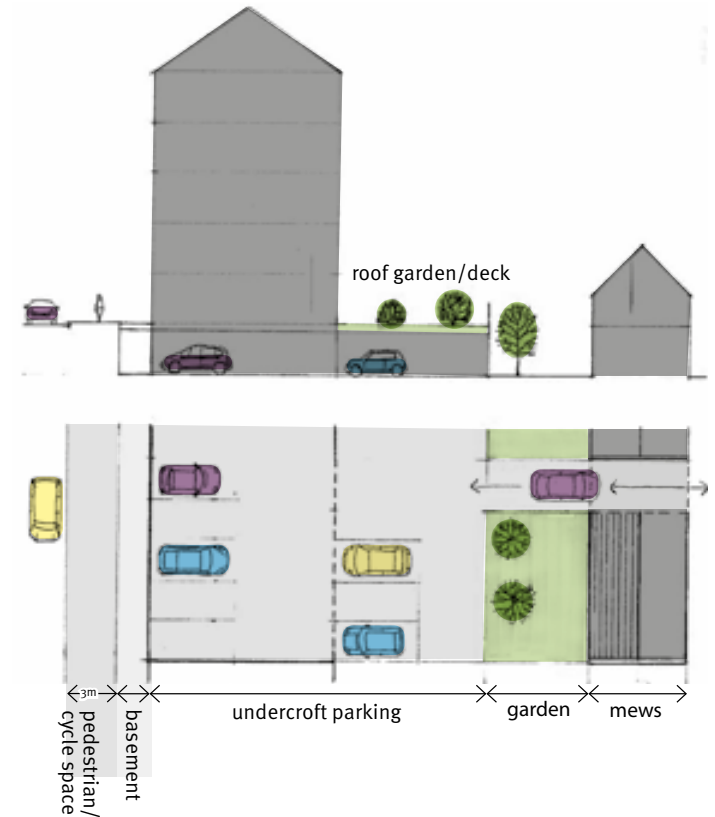 roof garden/deck
3m
pedestrian/
cycle space
basement
undercroft parking
garden
mews